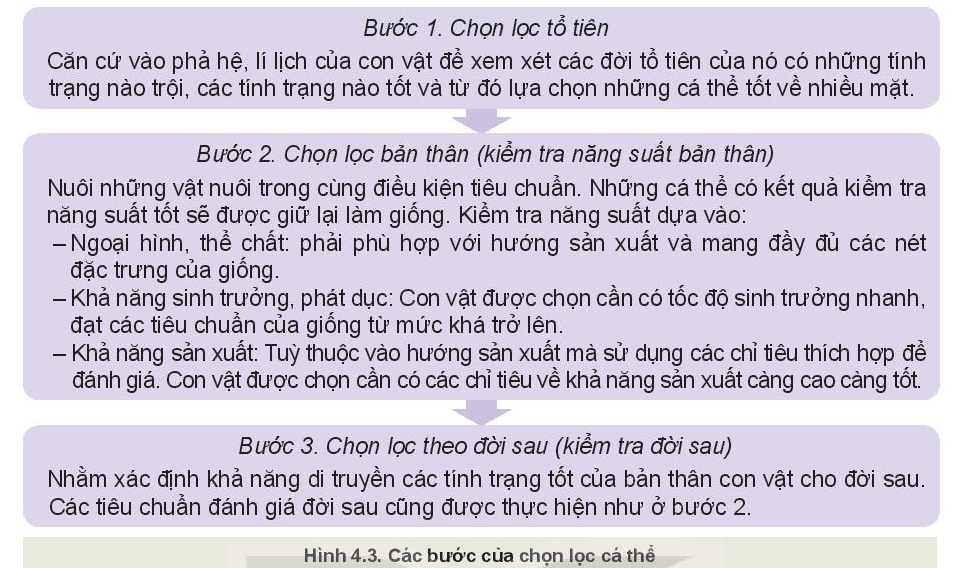 Bước 1. Chọn lọc tổ tiên
Căn cứ vào phả hệ, lí lịch của con vật để xem xét các đời tổ tiên của nó có những tính
trạng nào trội, các tính trạng nào tốt và từ đó lựa chọn những cá thể tốt về nhiều mặt.
Bước 2. Chọn lọc bản thân (kiểm tra năng suất bản thân)
Nuôi những vật nuôi trong cùng điều kiện tiêu chuẩn. Những cá thể có kết quả kiểm tra
năng suất tốt sẽ được giữ lại làm giống. Kiểm tra năng suất dựa vào:
– Ngoại hình, thể chất: phải phù hợp với hướng sản xuất và mang đầy đủ các nét
đặc trưng của giống.
– Khả năng sinh trưởng, phát dục: Con vật được chọn cần có tốc độ sinh trưởng nhanh,
đạt các tiêu chuẩn của giống từ mức khá trở lên.
– Khả năng sản xuất: Tuỳ thuộc vào hướng sản xuất mà sử dụng các chỉ tiêu thích hợp để
đánh giá. Con vật được chọn cần có các chỉ tiêu về khả năng sản xuất càng cao càng tốt.
Bước 3. Chọn lọc theo đời sau (kiểm tra đời sau)
Nhằm xác định khả năng di truyền các tính trạng tốt của bản thân con vật cho đời sau.
Các tiêu chuẩn đánh giá đời sau cũng được thực hiện như ở bước 2.
Hình 4.3. Các bước của chọn lọc cá thể